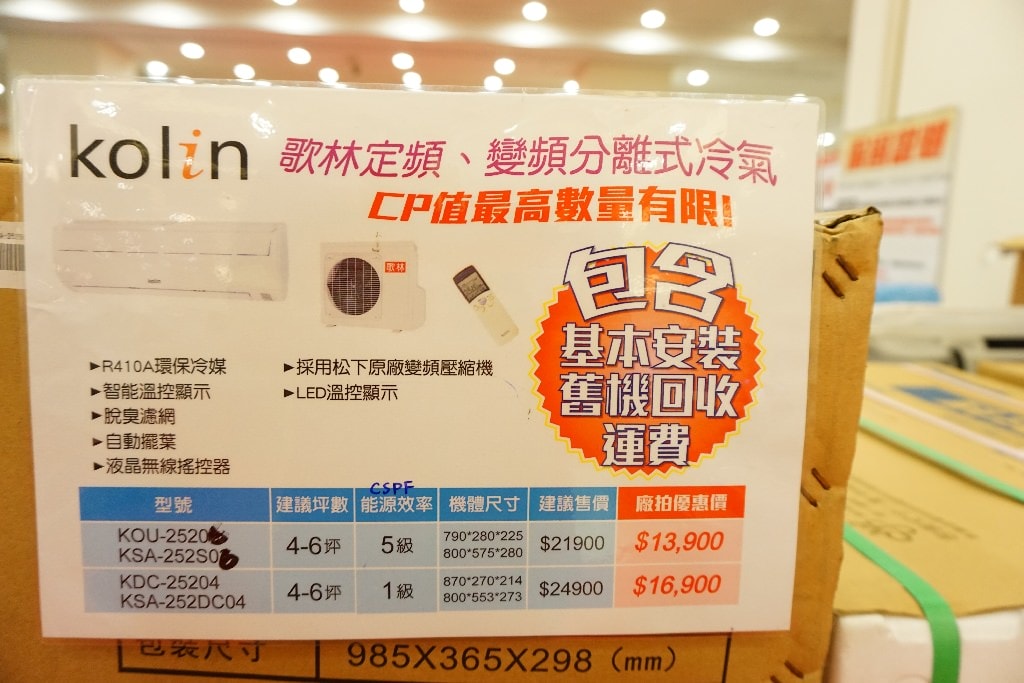 kolin 歌林定頻、變頻分離式冷氣
CP值最高數量有限!
歌林
包含
基本安裝
舊機回收
運費
▸R410A環保冷媒
▸智能溫控顯示
▸脫臭濾網
▸自動擺葉
▸液晶無線搖控器
▸採用松下原廠變頻壓縮機
▸LED溫控顯示
CSPF
型號 建議坪數 能源效率 機體尺寸 建議售價 廠拍優惠價
KOU-2520
KSA-252S0
4-6坪 5級
790*280*225
800*575*280
$21900 $13,900
KDC-25204
KSA-252DC04
4-6坪 1級
870*270*214
800*553*273
$24900 $16,900
包裝尺寸 985X365X298（mm）